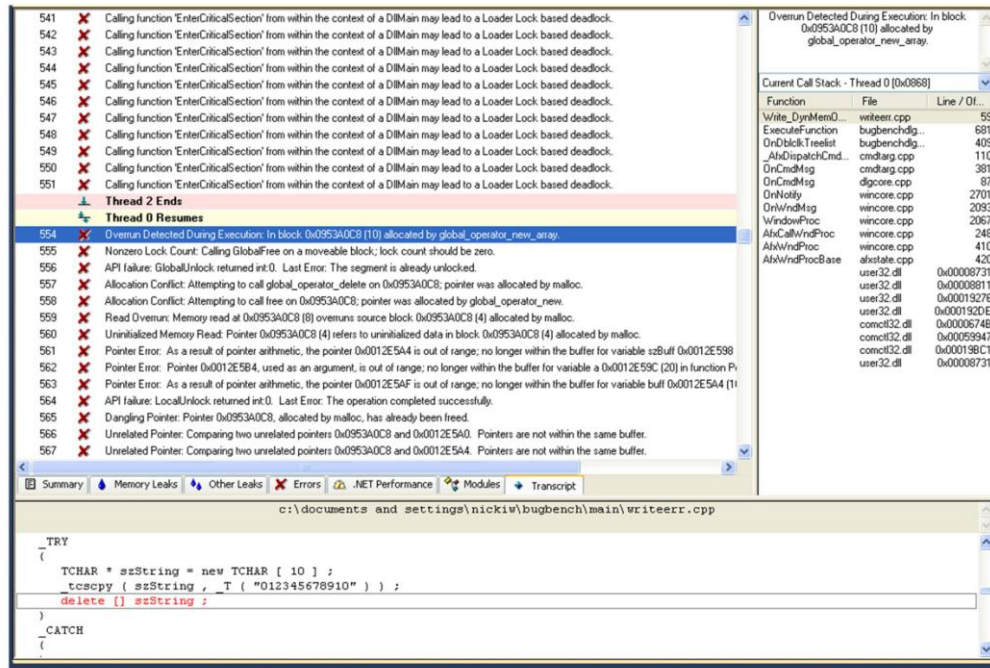 541 Calling function 'EnterCriticalSection' from within the context of a DllMain may lead to a Loader Lock based deadlock.
542 Calling function 'EnterCriticalSection' from within the context of a DllMain may lead to a Loader Lock based deadlock.
543 Calling function 'EnterCriticalSection' from within the context of a DllMain may lead to a Loader Lock based deadlock.
544 Calling function 'EnterCriticalSection' from within the context of a DllMain may lead to a Loader Lock based deadlock.
545 Calling function 'EnterCriticalSection' from within the context of a DllMain may lead to a Loader Lock based deadlock.
546 Calling function 'EnterCriticalSection' from within the context of a DllMain may lead to a Loader Lock based deadlock.
547 Calling function 'EnterCriticalSection' from within the context of a DllMain may lead to a Loader Lock based deadlock.
548 Calling function 'EnterCriticalSection' from within the context of a DllMain may lead to a Loader Lock based deadlock.
549 Calling function 'EnterCriticalSection' from within the context of a DllMain may lead to a Loader Lock based deadlock.
550 Calling function 'EnterCriticalSection' from within the context of a DllMain may lead to a Loader Lock based deadlock.
551 Calling function 'EnterCriticalSection' from within the context of a DllMain may lead to a Loader Lock based deadlock.
Thread 2 Ends
Thread 0 Resumes
554 Overrun Detected During Execution: In block 0x0953A0C8 (10) allocated by global_operator_new_array.
555 Nonzero Lock Count: Calling GlobalFree on a moveable block; lock count should be zero.
556 API failure: GlobalUnlock returned int:0. Last Error: The segment is already unlocked.
557 Allocation Conflict: Attempting to call global_operator_delete on 0x0953A0C8; pointer was allocated by malloc.
558 Allocation Conflict: Attempting to call free on 0x0953A0C8; pointer was allocated by global_operator_new.
559 Read Overrun: Memory read at 0x0953A0C8 (8) overruns source block 0x0953A0C8 (4) allocated by malloc.
560 Uninitialized Memory Read: Pointer 0x0953A0C8 (4) refers to uninitialized data in block 0x0953A0C8 (4) allocated by malloc.
561 Pointer Error: As a result of pointer arithmetic, the pointer 0x0012E5A4 is out of range; no longer within the buffer for variable szBuff 0x0012E598
562 Pointer Error: Pointer 0x0012E5B4, used as an argument, is out of range; no longer within the buffer for variable a 0x0012E59C (20) in function P
563 Pointer Error: As a result of pointer arithmetic, the pointer 0x0012E5AF is out of range; no longer within the buffer for variable buff 0x0012E5A4 (1
564 API failure: LocalUnlock returned int:0. Last Error: The operation completed successfully.
565 Dangling Pointer: Pointer 0x0953A0C8, allocated by malloc, has already been freed.
566 Unrelated Pointer: Comparing two unrelated pointers 0x0953A0C8 and 0x0012E5A0. Pointers are not within the same buffer.
567 Unrelated Pointer: Comparing two unrelated pointers 0x0953A0C8 and 0x0012E5A4. Pointers are not within the same buffer.
Summary Memory Leaks Other Leaks Errors .NET Performance Modules Transcript
Overrun Detected During Execution: In block
0x0953A0C8 (10) allocated by
global_operator_new_array.
Current Call Stack - Thread 0 [0x0868]
Function File Line / Of...
Write_DynMemO... writeerr.cpp 59
ExecuteFunction bugbenchdlg... 681
OnDblclkTreelist bugbenchdlg... 409
_AfxDispatchCmd... cmdtarg.cpp 110
OnCmdMsg cmdtarg.cpp 381
OnCmdMsg dlgcore.cpp 87
OnNotify wincore.cpp 2701
OnWndMsg wincore.cpp 2093
WindowProc wincore.cpp 2067
AfxCallWndProc wincore.cpp 248
AfxWndProc wincore.cpp 410
AfxWndProcBase afxstate.cpp 420
user32.dll 0x00008731
user32.dll 0x00008811
user32.dll 0x00019276
user32.dll 0x000192DE
comctl32.dll 0x0000674B
comctl32.dll 0x00059947
comctl32.dll 0x00019BC1
user32.dll 0x00008731
c:\documents and settings\nickiw\bugbench\main\writeerr.cpp
_TRY
(
TCHAR * szString = new TCHAR [ 10 ] ;
_tcscpy ( szString , _T ( "012345678910" ) ) ;
delete [] szString ;
)
_CATCH
(